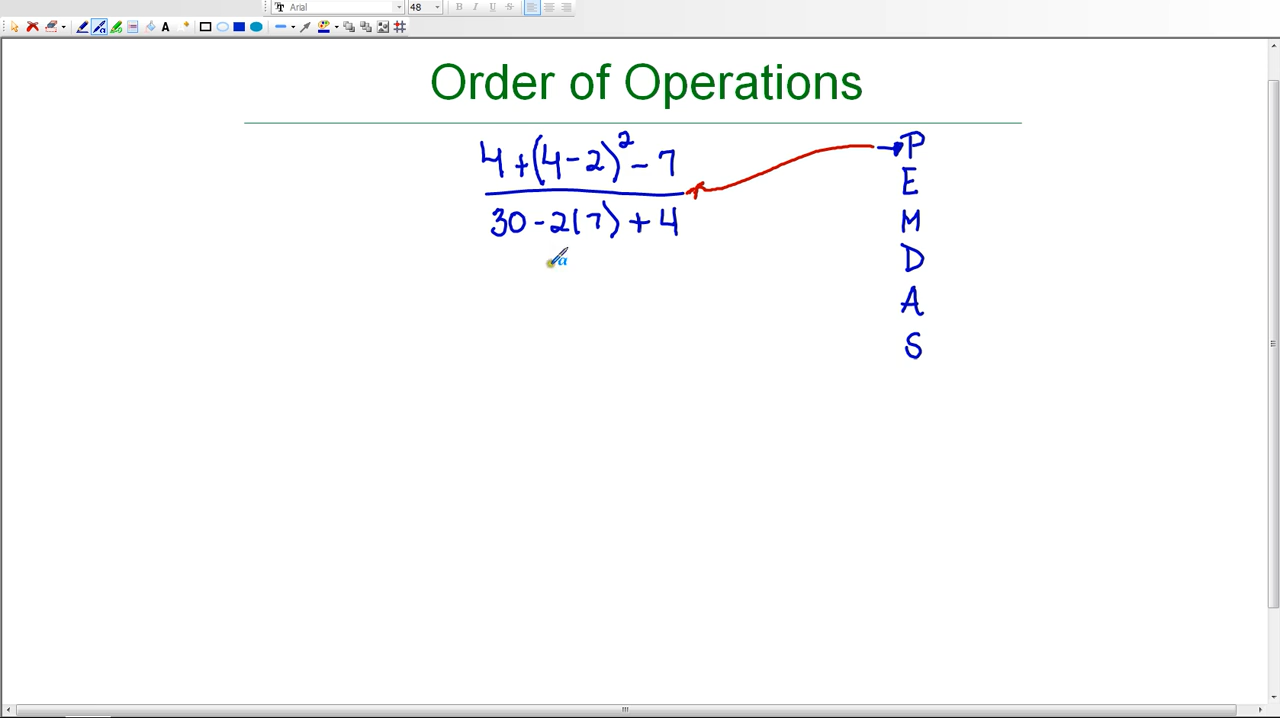 Arial 48 B I U S
A
Order of Operations
4 + (4 - 2)² - 7
30 - 2(7) + 4
a
P
E
M
D
A
S